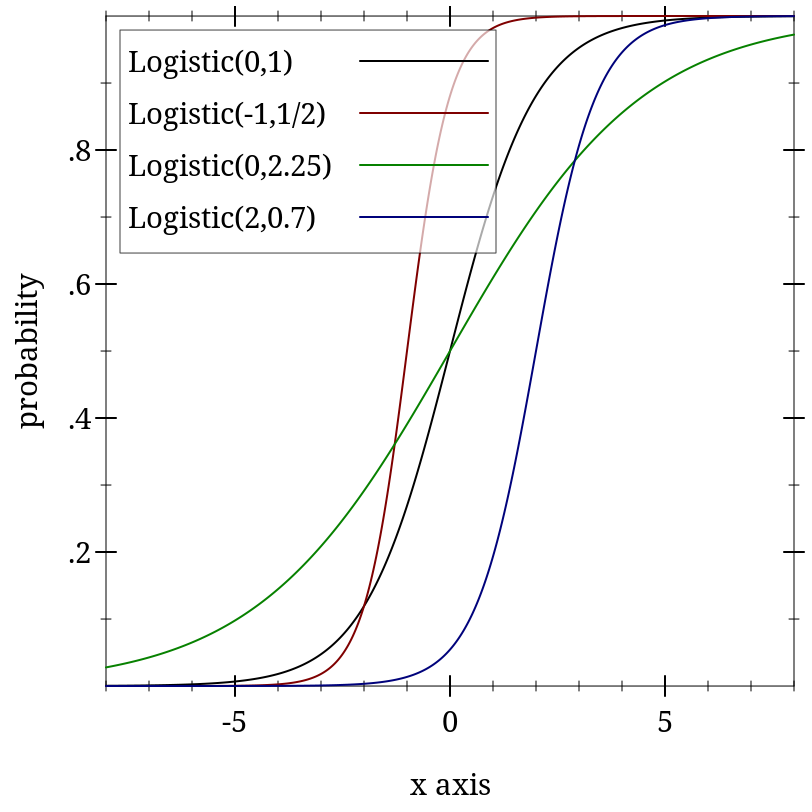 Logistic(0,1)
Logistic(-1,1/2)
Logistic(0,2.25)
Logistic(2,0.7)
.8
.6
.4
.2
probability
-5 0 5
x axis